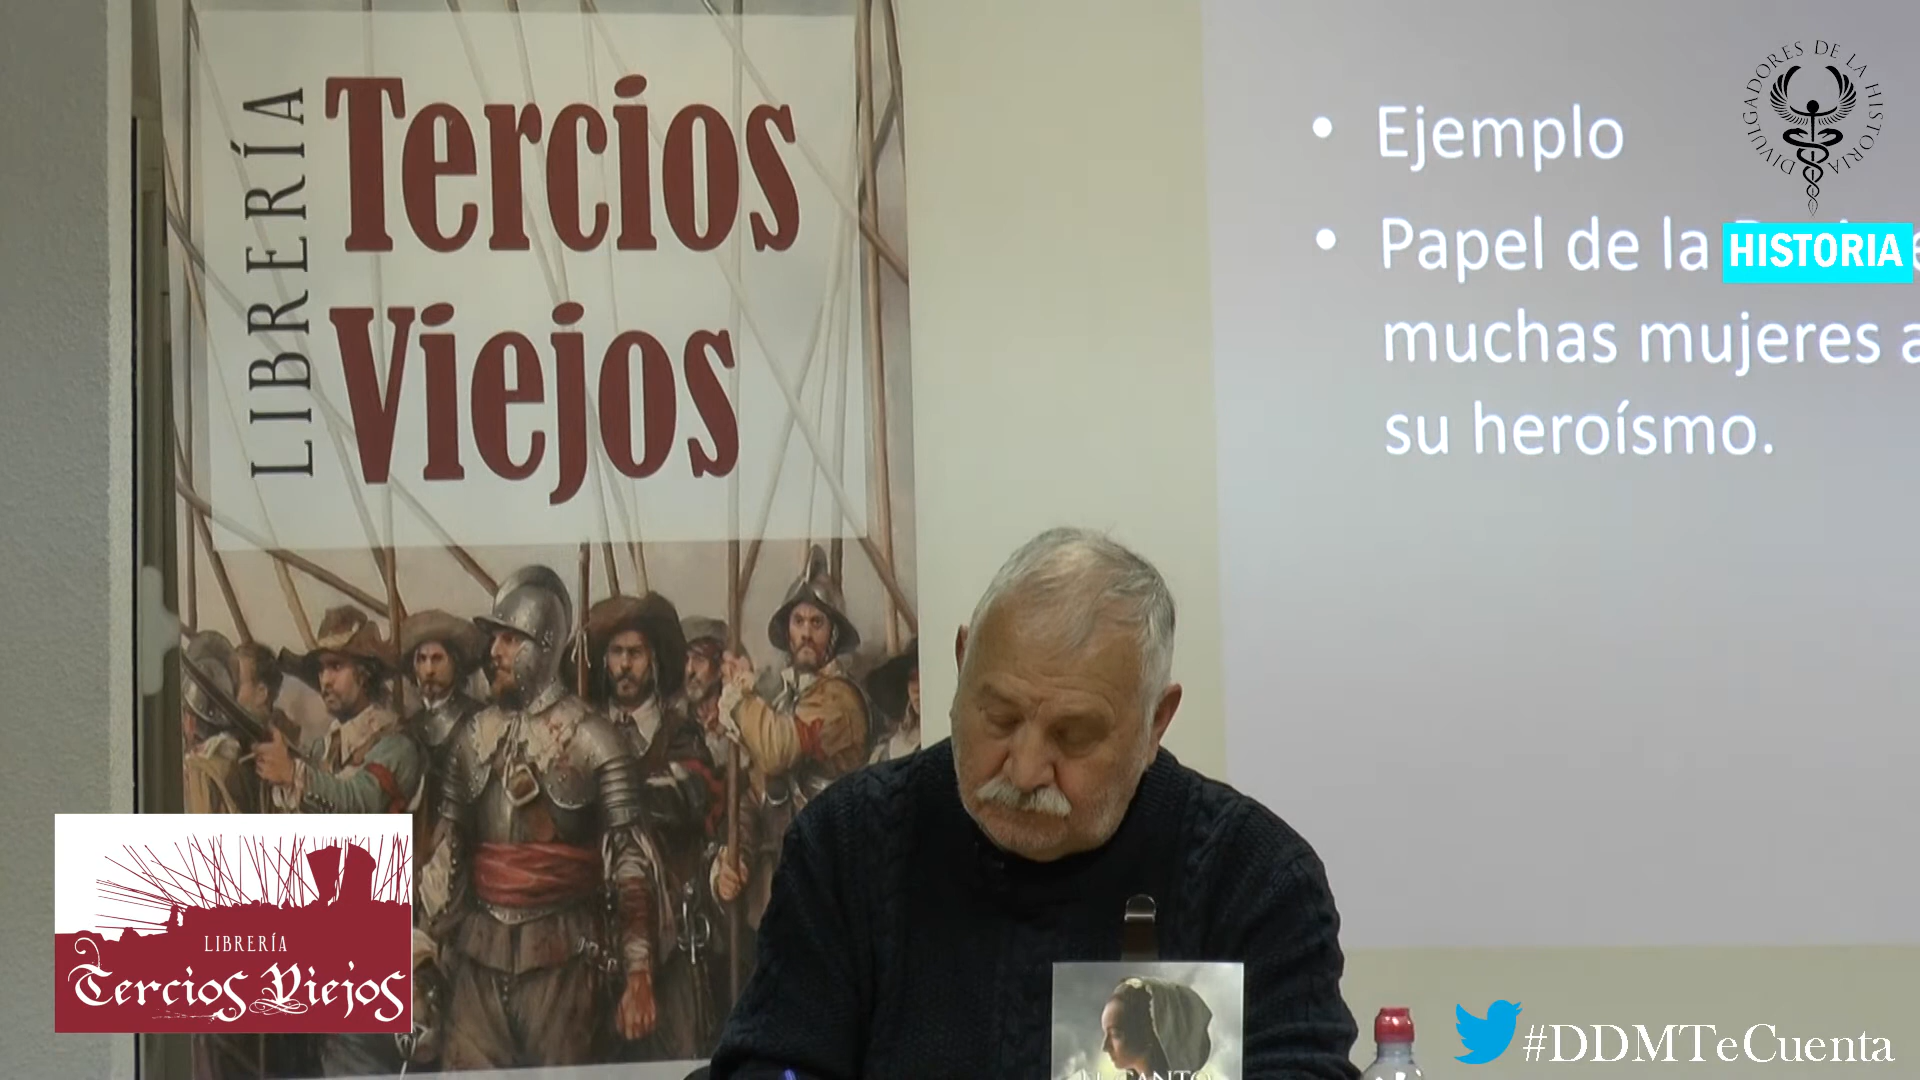 LIBRERÍA
Tercios
Viejos
DIVULGADORES DE LA HISTORIA
• Ejemplo
• Papel de la
HISTORIA
muchas mujeres a
su heroísmo.
LIBRERÍA
Tercios Viejos
#DDMTeCuenta